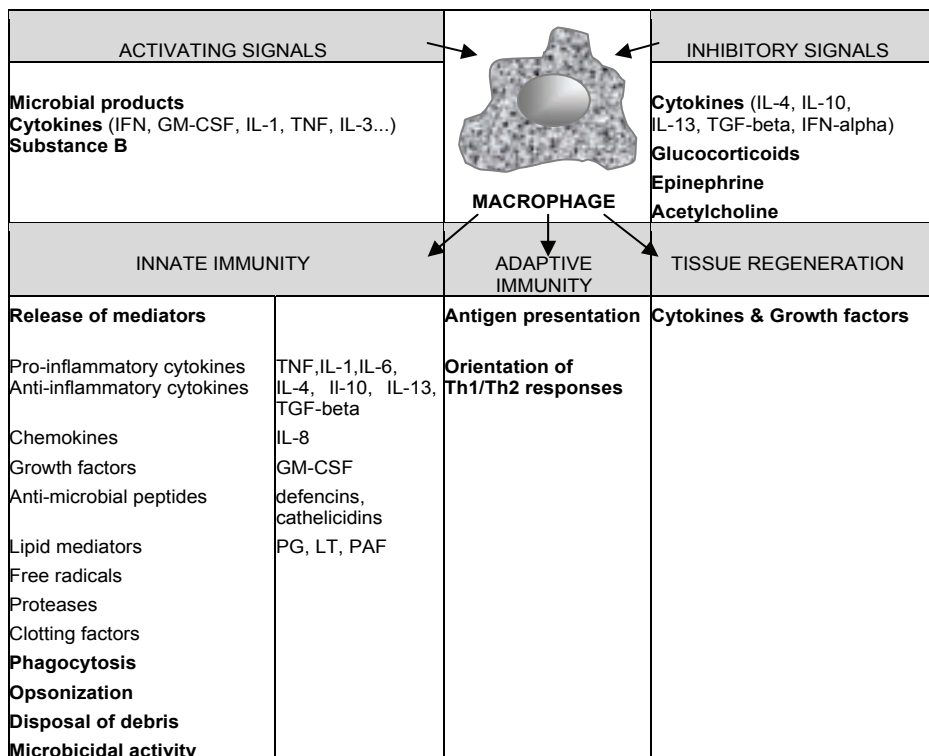 ACTIVATING SIGNALS
INHIBITORY SIGNALS
Microbial products
Cytokines (IFN, GM-CSF, IL-1, TNF, IL-3...)
Substance B
Cytokines (IL-4, IL-10,
IL-13, TGF-beta, IFN-alpha)
Glucocorticoids
Epinephrine
Acetylcholine
MACROPHAGE
INNATE IMMUNITY
ADAPTIVE
IMMUNITY
TISSUE REGENERATION
Release of mediators
Antigen presentation
Cytokines & Growth factors
Pro-inflammatory cytokines
TNF,IL-1,IL-6,
Orientation of
Anti-inflammatory cytokines
IL-4, Il-10, IL-13,
Th1/Th2 responses
TGF-beta
Chemokines
IL-8
Growth factors
GM-CSF
Anti-microbial peptides
defencins,
cathelicidins
Lipid mediators
PG, LT, PAF
Free radicals
Proteases
Clotting factors
Phagocytosis
Opsonization
Disposal of debris
Microbicidal activity